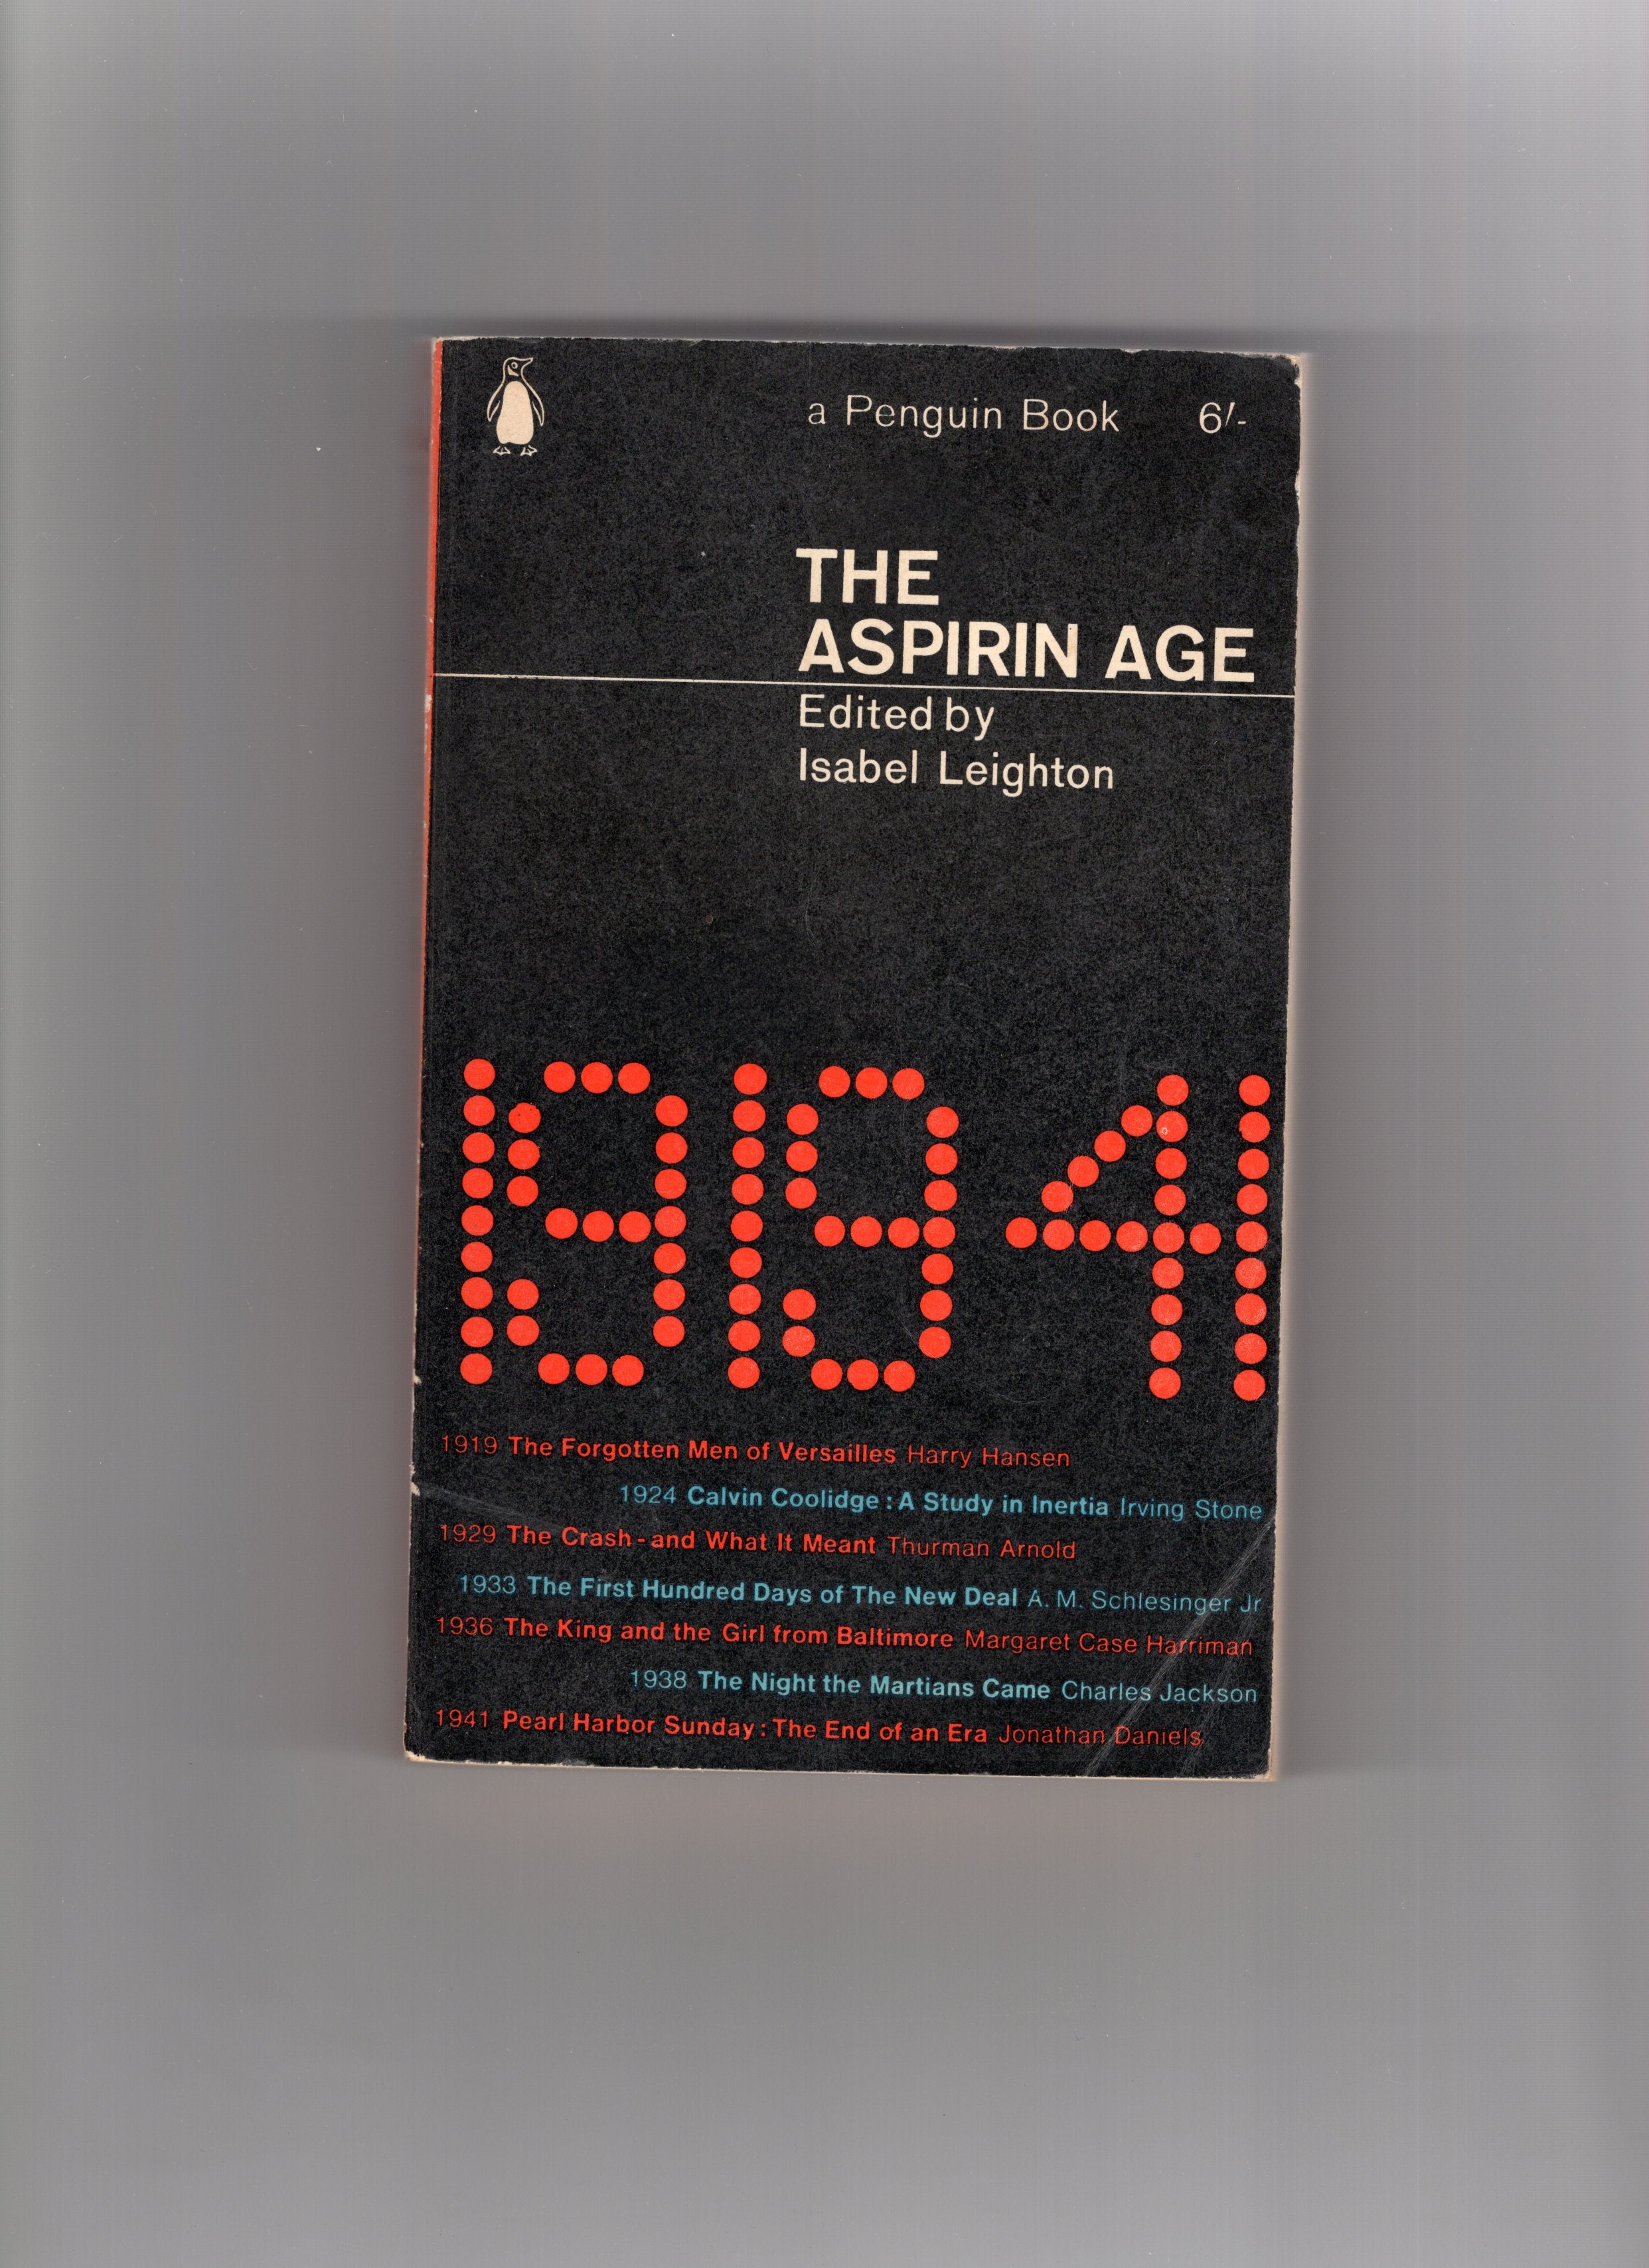 a Penguin Book 6/-
THE
ASPIRIN AGE
Edited by
Isabel Leighton
1919 41
1919 The Forgotten Men of Versailles Harry Hansen
1924 Calvin Coolidge : A Study in Inertia Irving Stone
1929 The Crash - and What It Meant Thurman Arnold
1933 The First Hundred Days of The New Deal A. M. Schlesinger Jr
1936 The King and the Girl from Baltimore Margaret Case Harriman
1938 The Night the Martians Came Charles Jackson
1941 Pearl Harbor Sunday : The End of an Era Jonathan Daniels